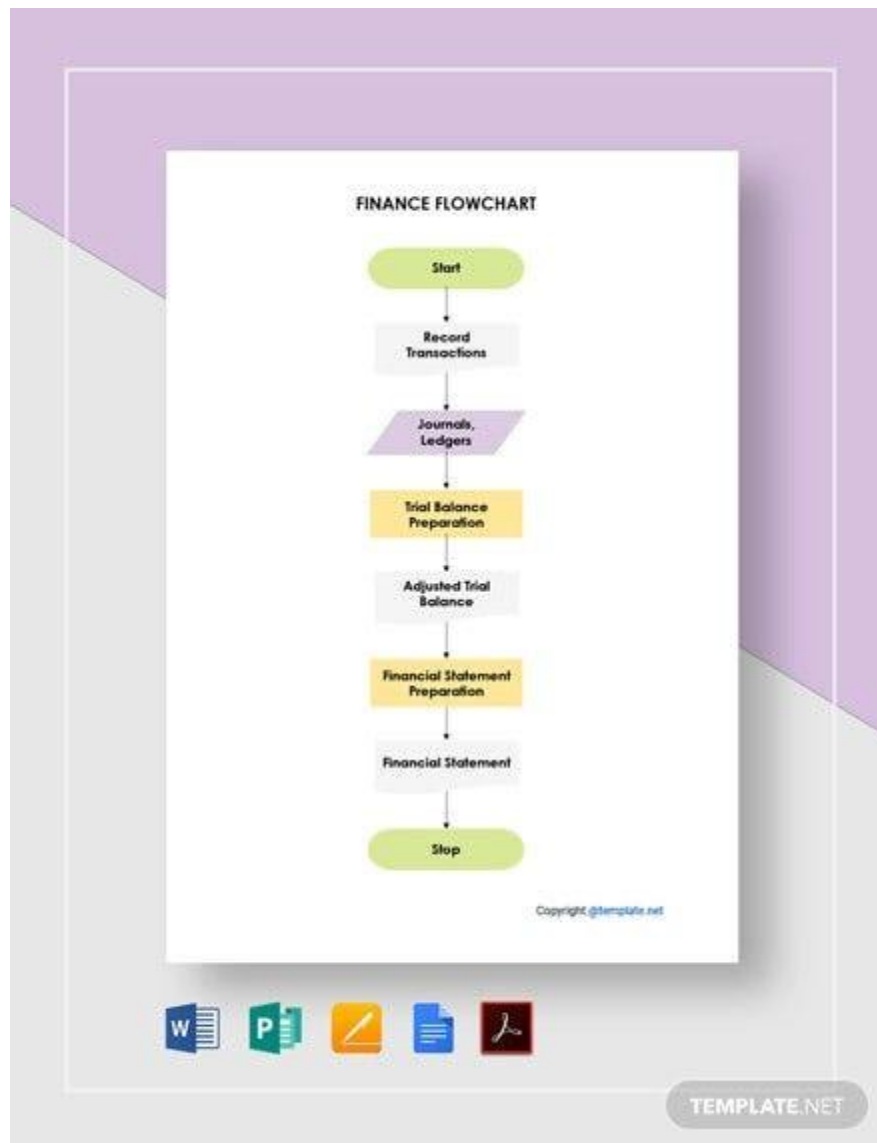 FINANCE FLOWCHART
Start
Record
Transactions
Journals,
Ledgers
Trial Balance
Preparation
Adjusted Trial
Balance
Financial Statement
Preparation
Financial Statement
Stop
Copyright @template.net
W
P
TEMPLATE.NET